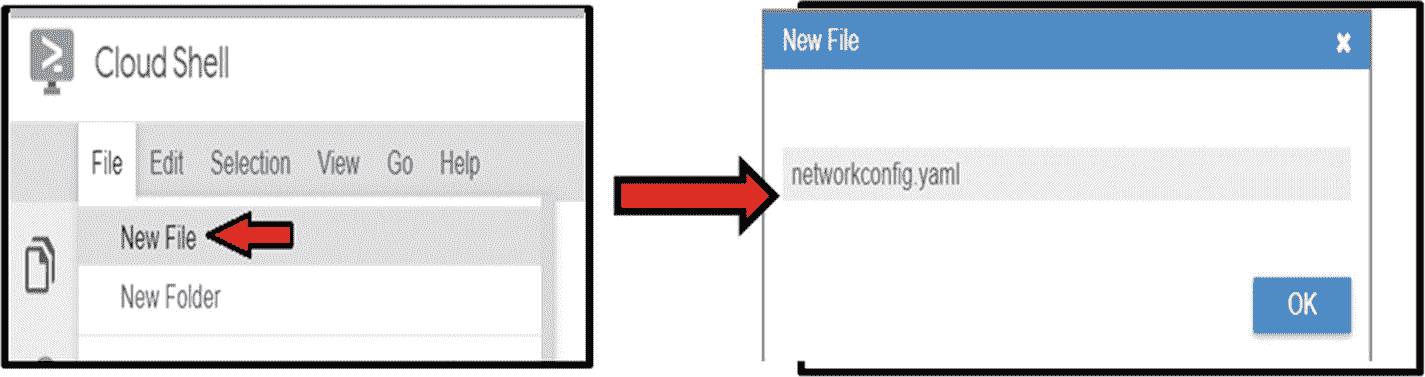 Cloud Shell
File Edit Selection View Go Help
New File
New Folder
New File
networkconfig.yaml
OK